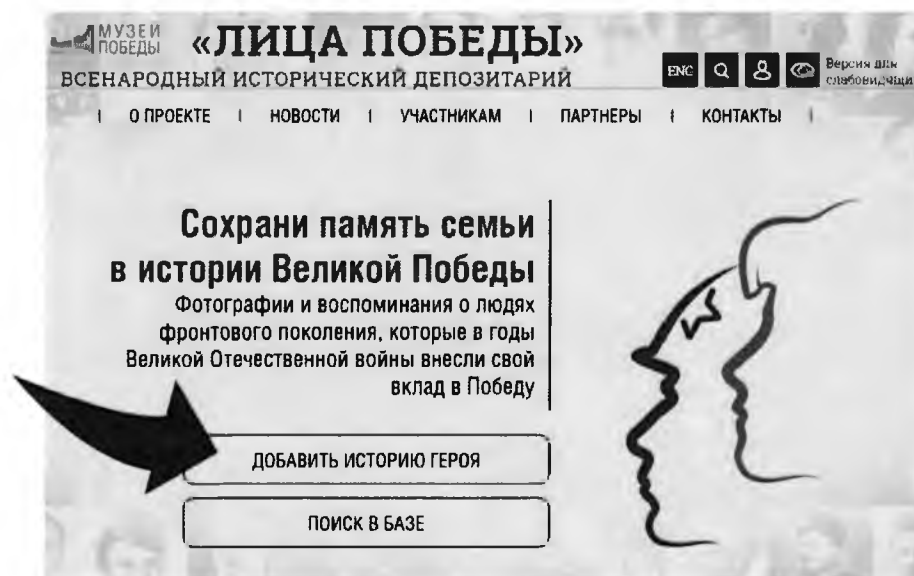 МУЗЕЙ
ПОБЕДЫ
«ЛИЦА ПОБЕДЫ»
ВСЕНАРОДНЫЙ ИСТОРИЧЕСКИЙ ДЕПОЗИТАРИЙ
ENG
Версия для
слабовидящих
О ПРОЕКТЕ | НОВОСТИ | УЧАСТНИКАМ | ПАРТНЕРЫ | КОНТАКТЫ
Сохрани память семьи
в истории Великой Победы
Фотографии и воспоминания о людях
фронтового поколения, которые в годы
Великой Отечественной войны внесли свой
вклад в Победу
ДОБАВИТЬ ИСТОРИЮ ГЕРОЯ
ПОИСК В БАЗЕ